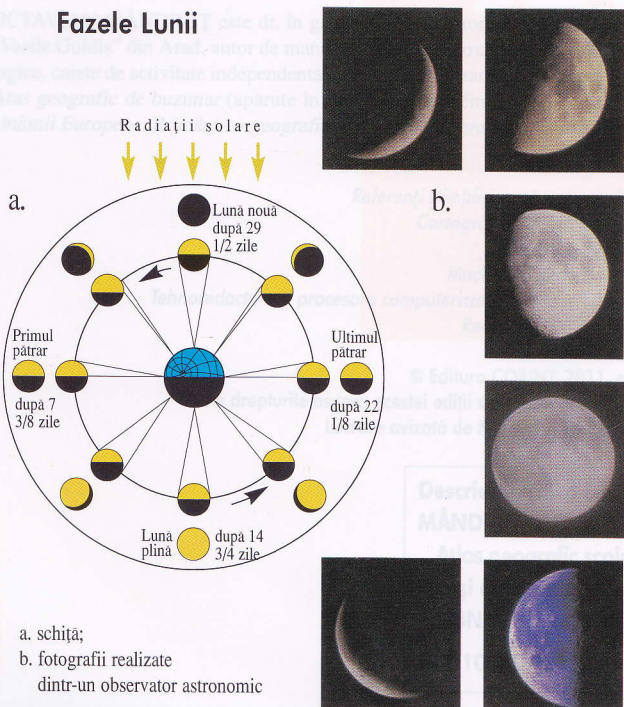 Fazele Lunii
Radiații solare
a.
b.
Lună nouă
după 29
1/2 zile
Primul
pătrar
după 7
3/8 zile
Ultimul
pătrar
după 22
1/8 zile
Lună
plină
după 14
3/4 zile
a. schiță;
b. fotografii realizate
dintr-un observator astronomic